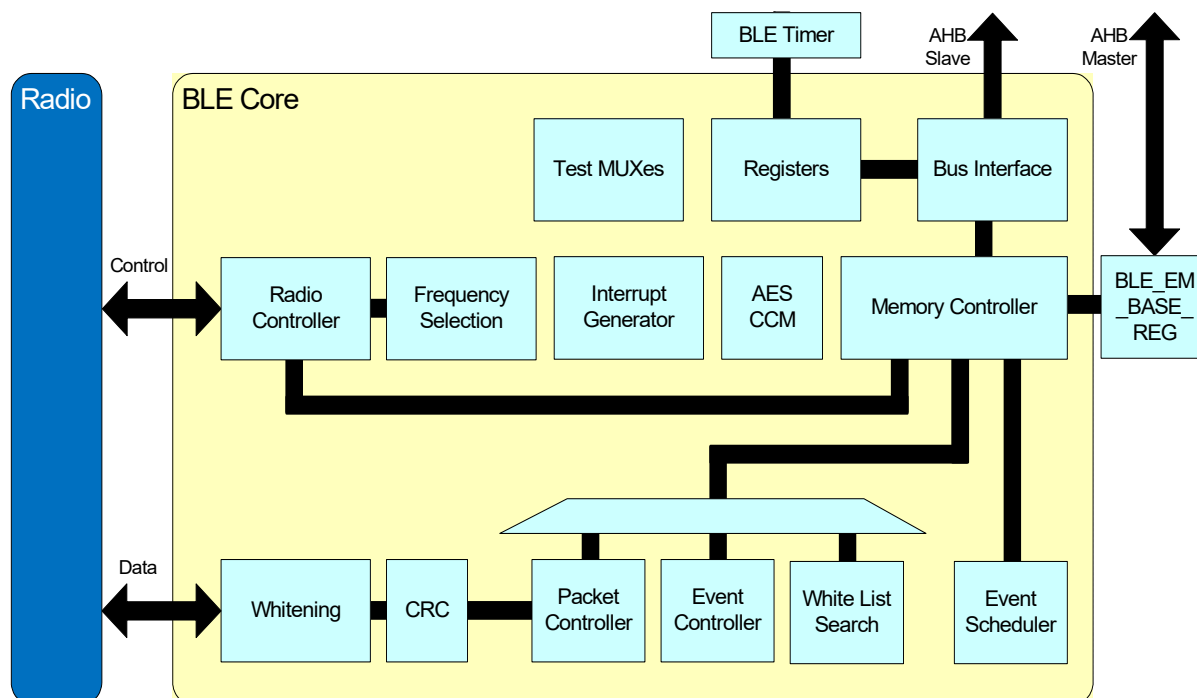 BLE Timer
AHB
Slave
AHB
Master
Radio
BLE Core
Test MUXes
Registers
Bus Interface
Control
Radio
Controller
Frequency
Selection
Interrupt
Generator
AES
CCM
Memory Controller
BLE_EM
_BASE_
REG
Data
Whitening
CRC
Packet
Controller
Event
Controller
White List
Search
Event
Scheduler